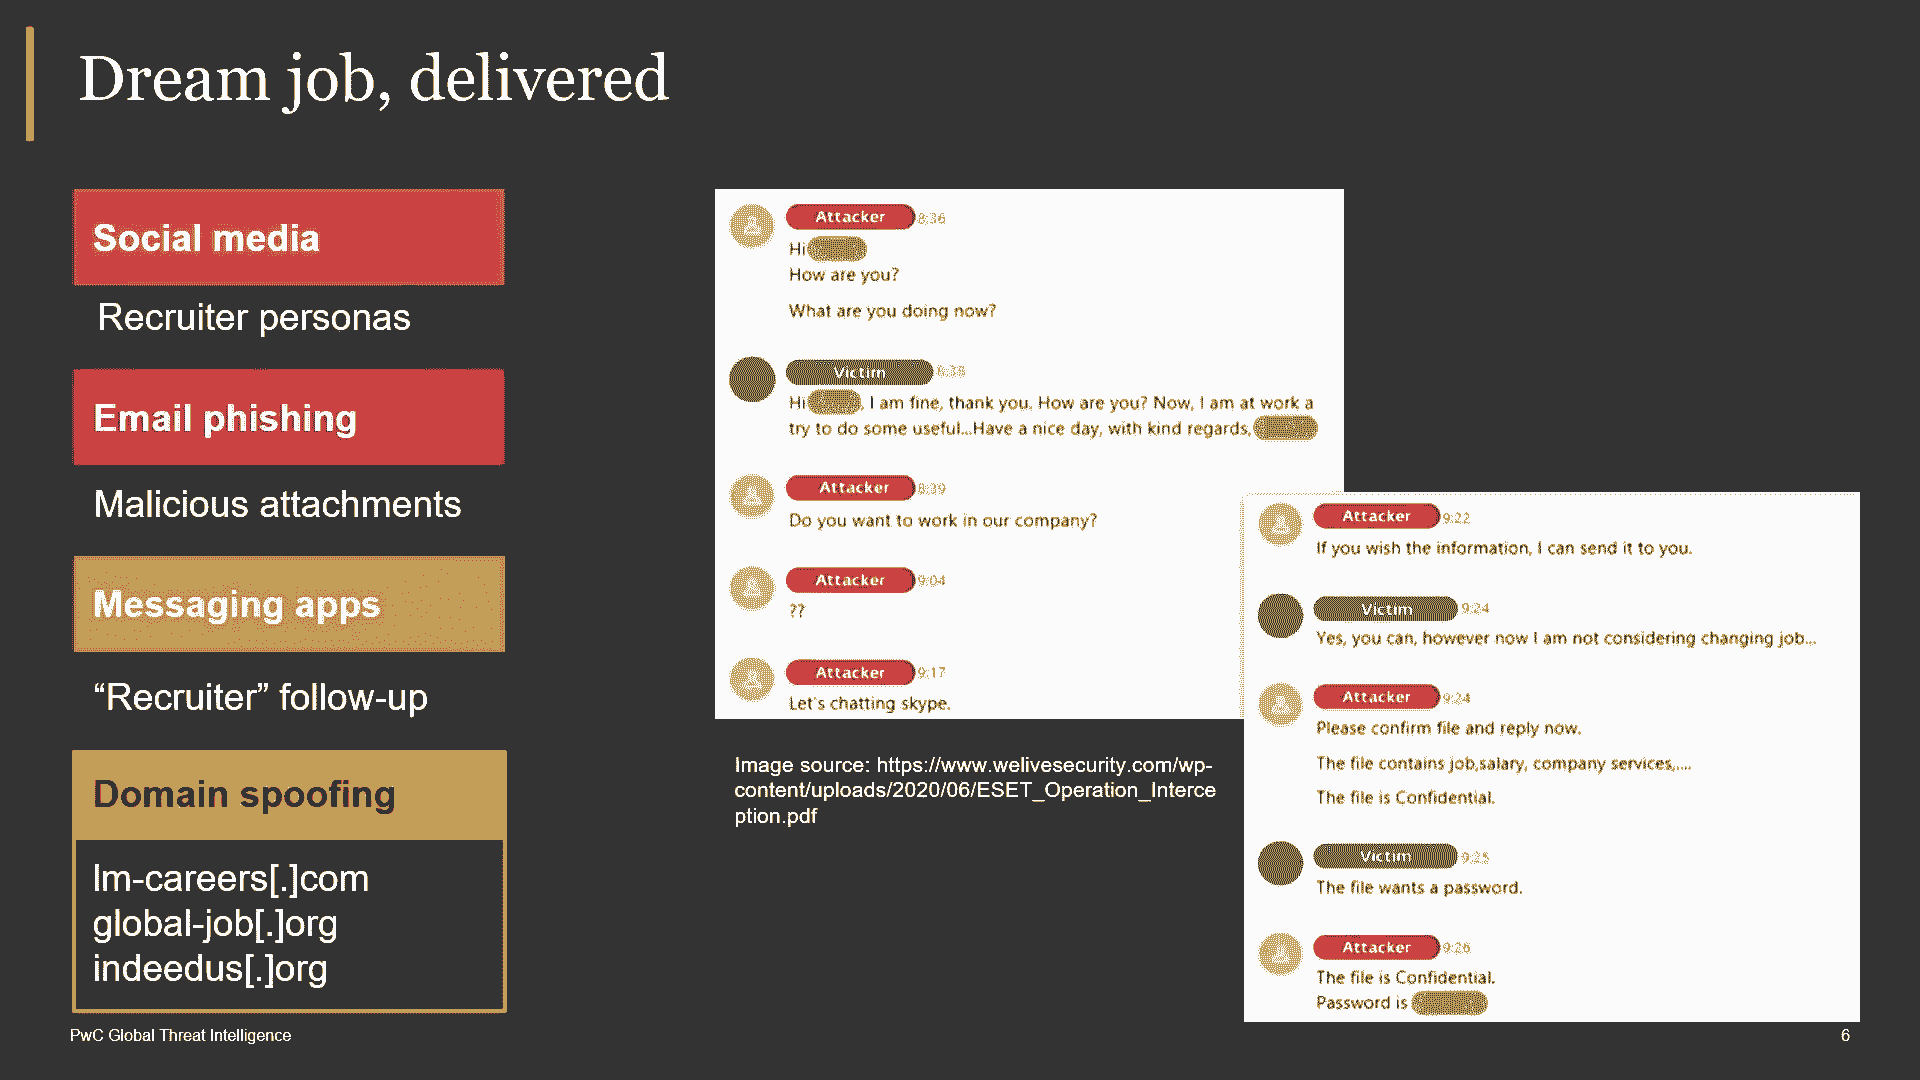 Dream job, delivered
Social media
Recruiter personas
Email phishing
Malicious attachments
Messaging apps
“Recruiter” follow-up
Domain spoofing
lm-careers[.]com
global-job[.]org
indeedus[.]org
Attacker 8:36
Hi
How are you?
What are you doing now?
Victim 8:38
Hi , I am fine, thank you. How are you? Now, I am at work a
try to do some useful...Have a nice day, with kind regards,
Attacker 8:39
Do you want to work in our company?
Attacker 9:04
??
Attacker 9:17
Let's chatting skype.
Image source: https://www.welivesecurity.com/wp-
content/uploads/2020/06/ESET_Operation_Interce
ption.pdf
Attacker 9:22
If you wish the information, I can send it to you.
Victim 9:24
Yes, you can, however now I am not considering changing job...
Attacker 9:24
Please confirm file and reply now.
The file contains job,salary, company services,....
The file is Confidential.
Victim 9:25
The file wants a password.
Attacker 9:26
The file is Confidential.
Password is
PwC Global Threat Intelligence
6